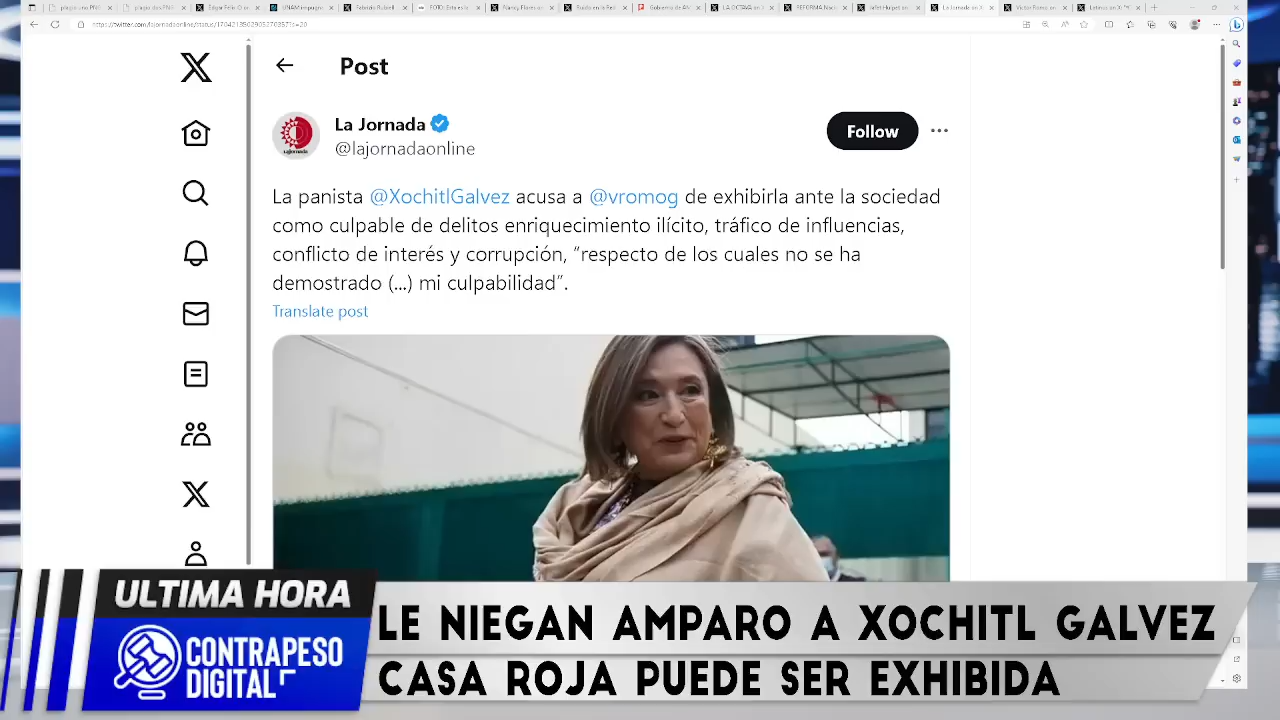 Post
La Jornada
@lajornadaonline
Follow
La panista @XochitlGalvez acusa a @vromog de exhibirla ante la sociedad
como culpable de delitos enriquecimiento ilícito, tráfico de influencias,
conflicto de interés y corrupción, “respecto de los cuales no se ha
demostrado (...) mi culpabilidad”.
Translate post
ULTIMA HORA
CONTRAPESO
DIGITAL
LE NIEGAN AMPARO A XOCHITL GALVEZ
CASA ROJA PUEDE SER EXHIBIDA